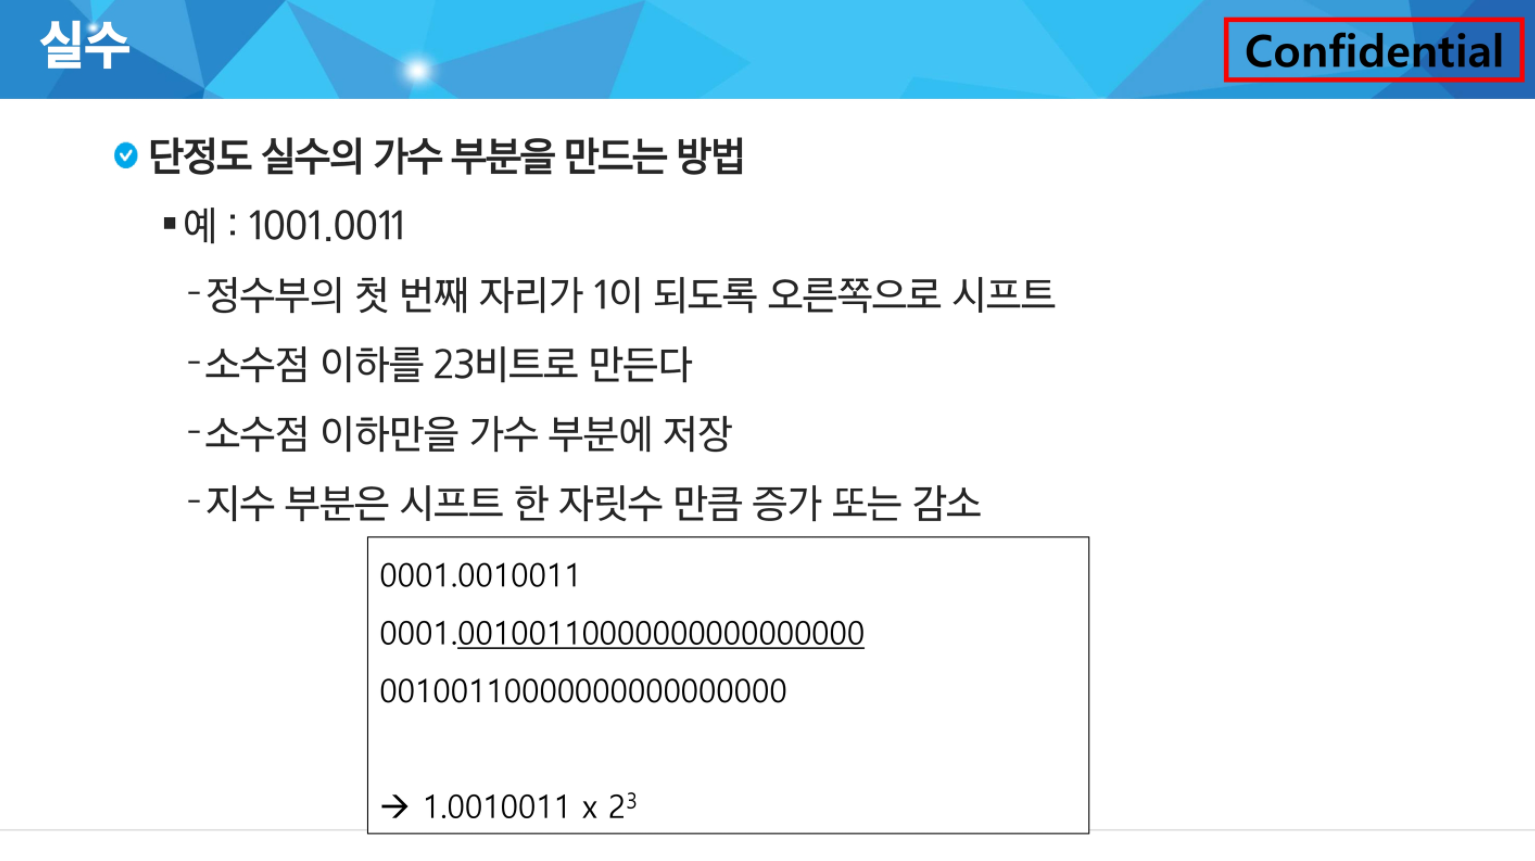 실수
Confidential
단정도 실수의 가수 부분을 만드는 방법
▪예 : 1001.0011
-정수부의 첫 번째 자리가 1이 되도록 오른쪽으로 시프트
-소수점 이하를 23비트로 만든다
-소수점 이하만을 가수 부분에 저장
-지수 부분은 시프트 한 자릿수 만큼 증가 또는 감소
0001.0010011
0001.00100110000000000000000
00100110000000000000000
→ 1.0010011 x 2³